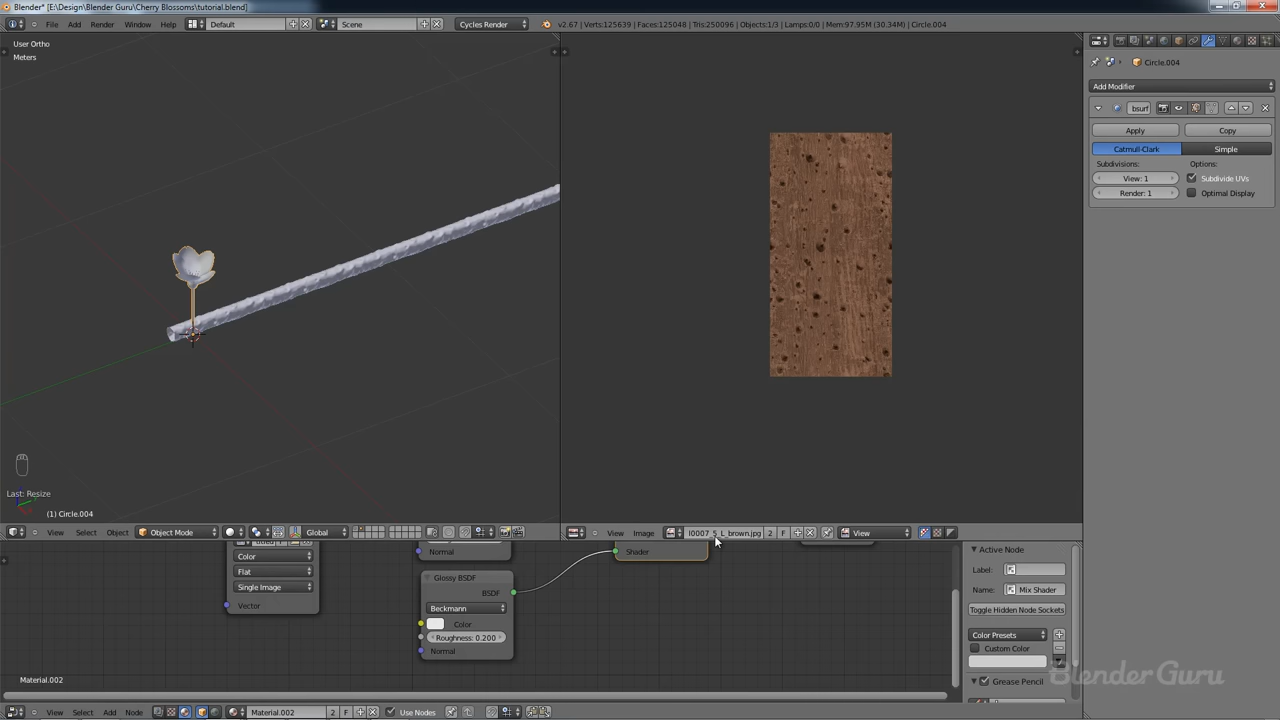 Blender* [E:\Design\Blender Guru\Cherry Blossoms\tutorial.blend]
File Add Render Window Help Default Scene Cycles Render v2.67 | Verts:125639 | Faces:125048 | Tris:250096 | Objects:1/3 | Lamps:0/0 | Mem:97.95M (30.34M) | Circle.004
User Ortho
Meters
Circle.004
Add Modifier
bsurf
Apply Copy
Catmull-Clark Simple
Subdivisions: Options:
View: 1 Subdivide UVs
Render: 1 Optimal Display
Last: Resize
(1) Circle.004
View Select Object Object Mode Global
View Image I0007_5_L_brown.jpg 2 F View
Color
Flat
Single Image
Vector
Normal
Glossy BSDF
BSDF
Beckmann
Color
Roughness: 0.200
Normal
Shader
Active Node
Label:
Name: Mix Shader
Toggle Hidden Node Sockets
Color Presets
Custom Color
Grease Pencil
BlenderGuru
Material.002
View Select Add Node Material.002 2 F Use Nodes